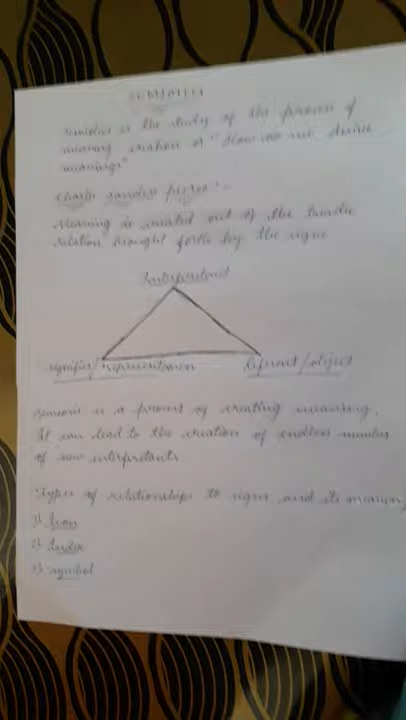 SEMIOTICS
Semiotics is the study of the process of
meaning creation or "How do we derive
meanings"
Charles Sanders Peirce :-
Meaning is created out of the triadic
relation brought forth by the signs
Interpretant
signifier/representamen
Referent/object
Semiosis is a process of creating meaning.
It can lead to the creation of endless number
of new interpretants
Types of relationships to signs and its meaning
1) Icon
2) Index
3) symbol